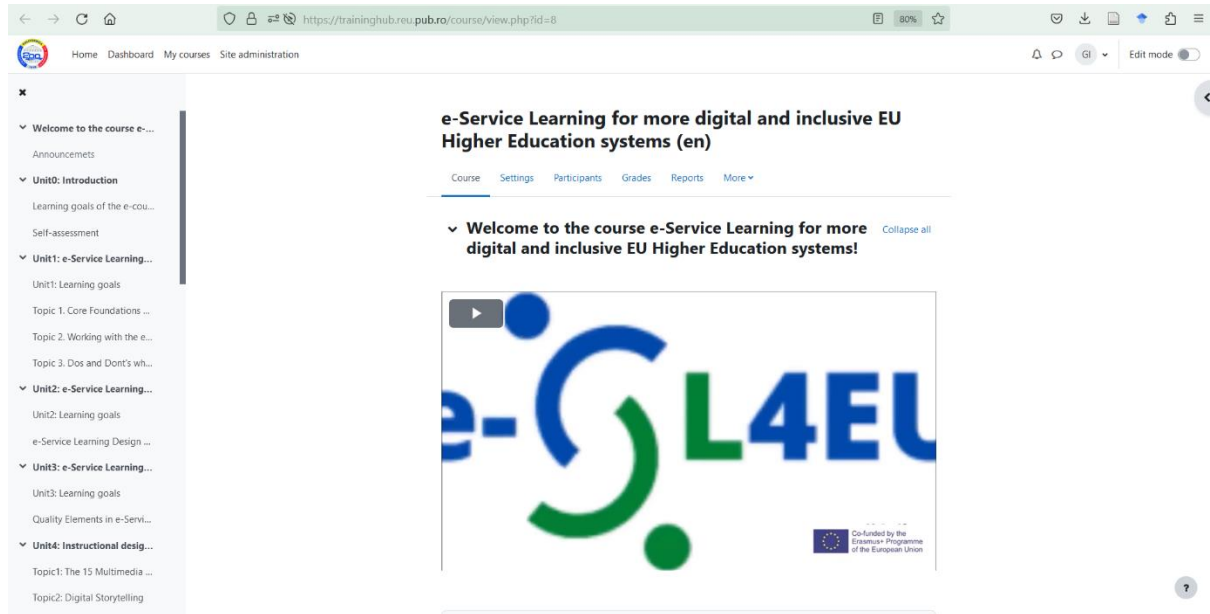 https://traininghub.reu.pub.ro/course/view.php?id=8
80%
Home Dashboard My courses Site administration
GI
Edit mode
Welcome to the course e-...
Announcemets
Unit0: Introduction
Learning goals of the e-cou...
Self-assessment
Unit1: e-Service Learning...
Unit1: Learning goals
Topic 1. Core Foundations ...
Topic 2. Working with the e...
Topic 3. Dos and Dont's wh...
Unit2: e-Service Learning...
Unit2: Learning goals
e-Service Learning Design ...
Unit3: e-Service Learning...
Unit3: Learning goals
Quality Elements in e-Servi...
Unit4: Instructional desig...
Topic1: The 15 Multimedia ...
Topic2: Digital Storytelling
e-Service Learning for more digital and inclusive EU
Higher Education systems (en)
Course Settings Participants Grades Reports More
Welcome to the course e-Service Learning for more
digital and inclusive EU Higher Education systems!
Collapse all
e-SL4EU
Co-funded by the
Erasmus+ Programme
of the European Union
?